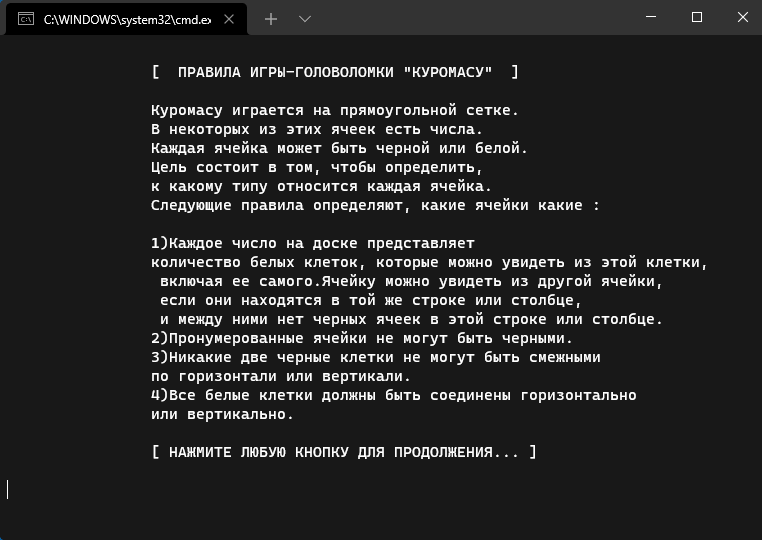 C:\WINDOWS\system32\cmd.ex
[ ПРАВИЛА ИГРЫ-ГОЛОВОЛОМКИ "КУРОМАСУ" ]
Куромасу играется на прямоугольной сетке.
В некоторых из этих ячеек есть числа.
Каждая ячейка может быть черной или белой.
Цель состоит в том, чтобы определить,
к какому типу относится каждая ячейка.
Следующие правила определяют, какие ячейки какие :
1)Каждое число на доске представляет
количество белых клеток, которые можно увидеть из этой клетки,
включая ее самого.Ячейку можно увидеть из другой ячейки,
если они находятся в той же строке или столбце,
и между ними нет черных ячеек в этой строке или столбце.
2)Пронумерованные ячейки не могут быть черными.
3)Никакие две черные клетки не могут быть смежными
по горизонтали или вертикали.
4)Все белые клетки должны быть соединены горизонтально
или вертикально.
[ НАЖМИТЕ ЛЮБУЮ КНОПКУ ДЛЯ ПРОДОЛЖЕНИЯ... ]